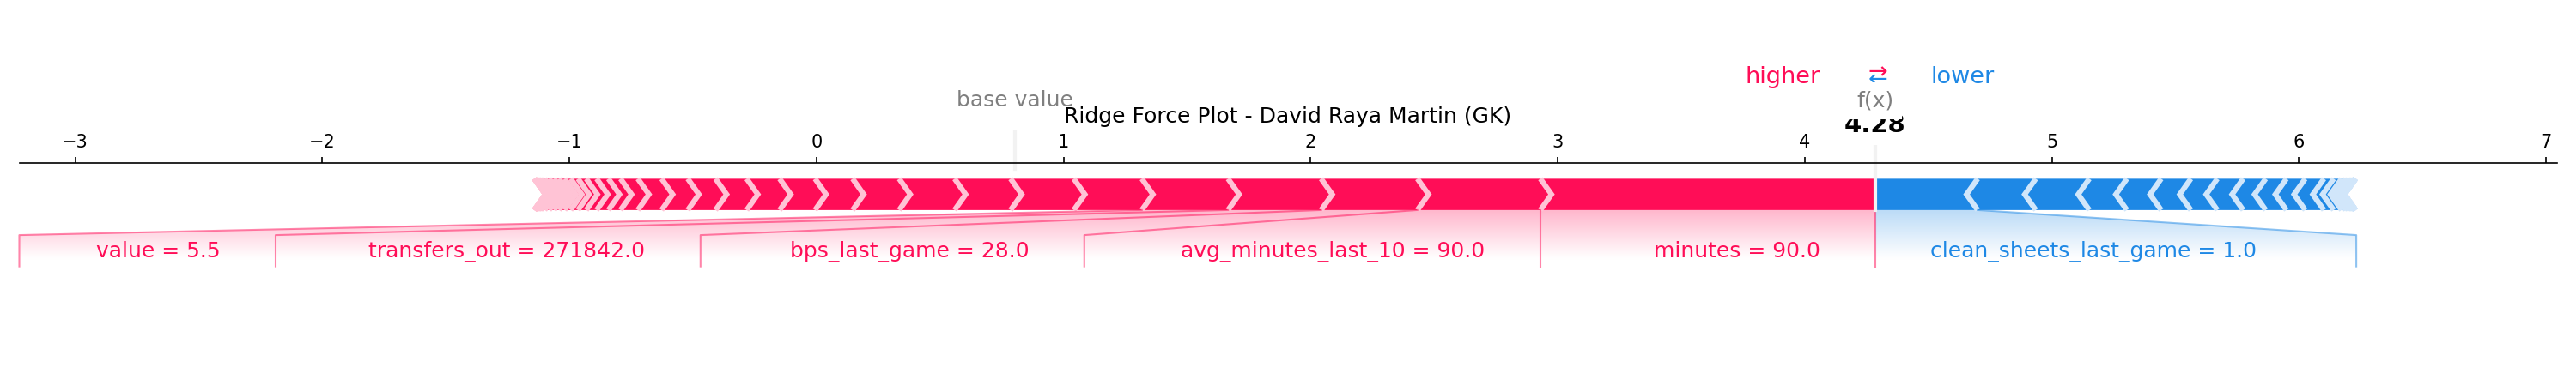 higher ⇄ lower
base value
f(x)
Ridge Force Plot - David Raya Martin (GK)
4.28
−3 −2 −1 0 1 2 3 4 5 6 7
value = 5.5 transfers_out = 271842.0 bps_last_game = 28.0 avg_minutes_last_10 = 90.0 minutes = 90.0 clean_sheets_last_game = 1.0